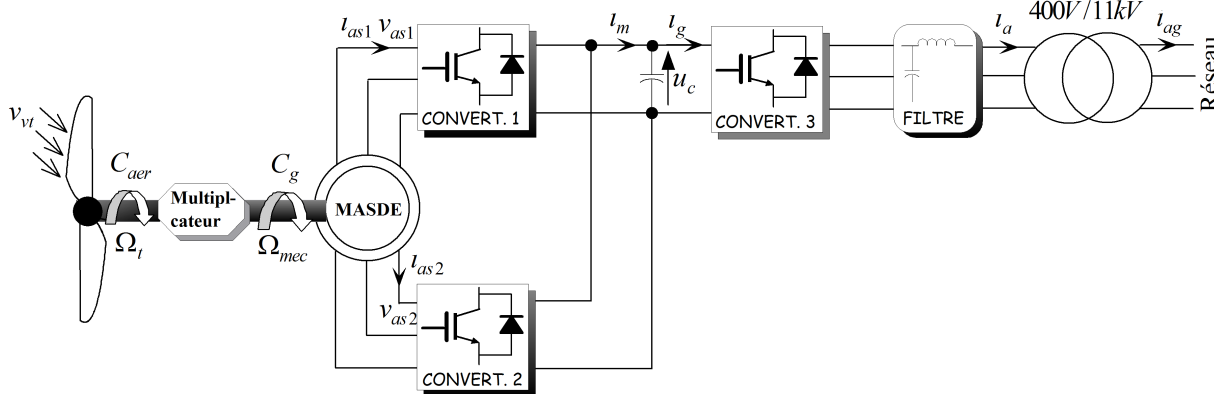 i_as1 v_as1
i_m
i_g
i_a
400V/11kV
i_ag
Réseau
u_c
CONVERT. 1
CONVERT. 3
FILTRE
v_vt
C_aer
C_g
Multipl-
cateur
MASDE
Ω_t
Ω_mec
i_as2
v_as2
CONVERT. 2